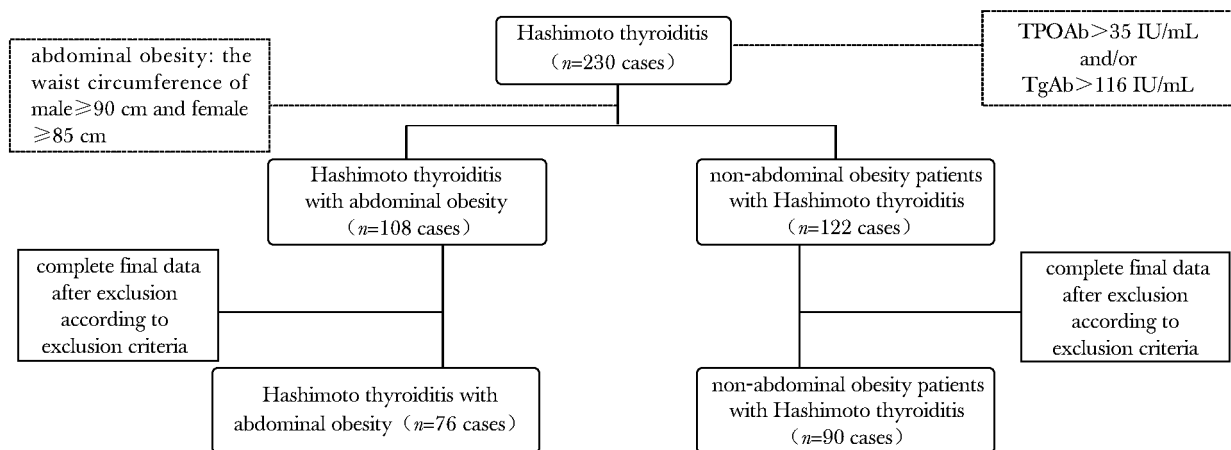 Hashimoto thyroiditis
（n=230 cases）
TPOAb＞35 IU/mL
and/or
TgAb＞116 IU/mL
abdominal obesity: the
waist circumference of
male≥90 cm and female
≥85 cm
Hashimoto thyroiditis
with abdominal obesity
（n=108 cases）
non-abdominal obesity patients
with Hashimoto thyroiditis
（n=122 cases）
complete final data
after exclusion
according to
exclusion criteria
complete final data
after exclusion
according to
exclusion criteria
Hashimoto thyroiditis with
abdominal obesity（n=76 cases）
non-abdominal obesity patients
with Hashimoto thyroiditis
（n=90 cases）